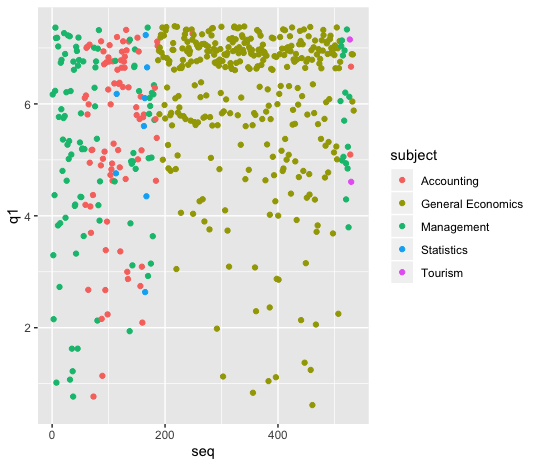 6
4
2
q1
0
200
400
seq
subject
Accounting
General Economics
Management
Statistics
Tourism